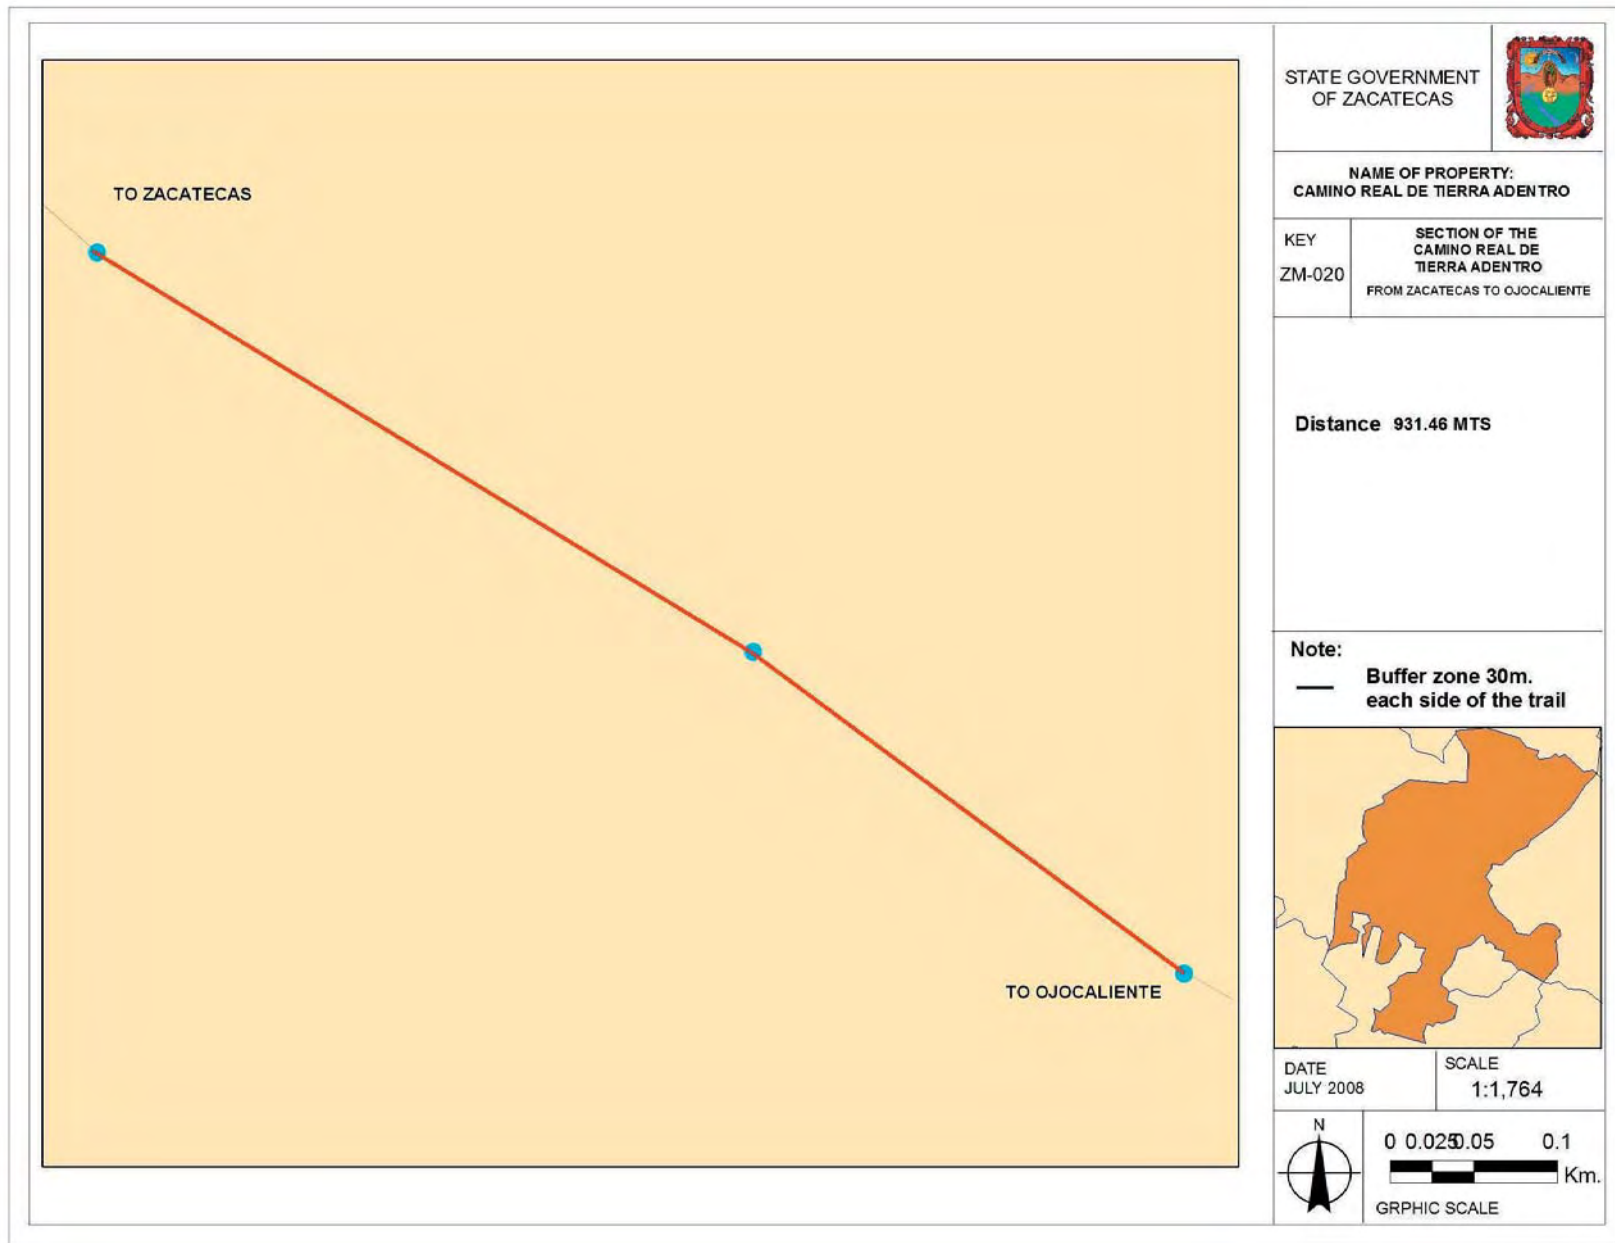 TO ZACATECAS
TO OJOCALIENTE
STATE GOVERNMENT
OF ZACATECAS
NAME OF PROPERTY:
CAMINO REAL DE TIERRA ADENTRO
KEY
ZM-020
SECTION OF THE
CAMINO REAL DE
TIERRA ADENTRO
FROM ZACATECAS TO OJOCALIENTE
Distance 931.46 MTS
Note:
Buffer zone 30m.
each side of the trail
DATE
JULY 2008
SCALE
1:1,764
N
0 0.025 0.05 0.1
Km.
GRPHIC SCALE